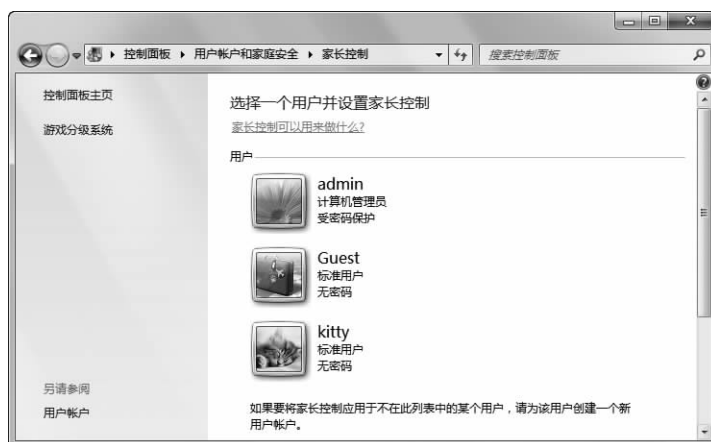 控制面板 ▸ 用户帐户和家庭安全 ▸ 家长控制
搜索控制面板
控制面板主页
游戏分级系统
选择一个用户并设置家长控制
家长控制可以用来做什么?
用户
admin
计算机管理员
受密码保护
Guest
标准用户
无密码
kitty
标准用户
无密码
另请参阅
用户帐户
如果要将家长控制应用于不在此列表中的某个用户，请为该用户创建一个新
用户帐户。